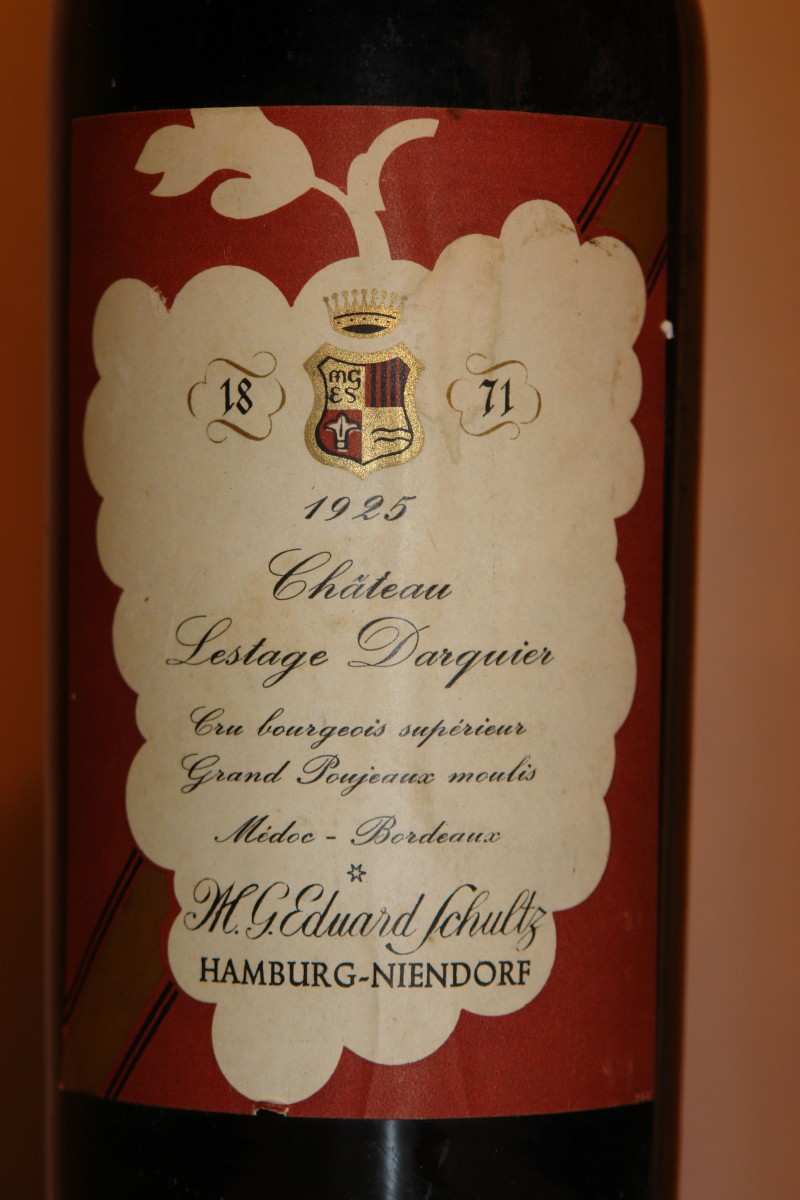 18 71
MG
ES
1925
Château
Lestage Darquier
Cru bourgeois supérieur
Grand Poujeaux moulis
Médoc - Bordeaux
M. G. Eduard Schultz
HAMBURG-NIENDORF